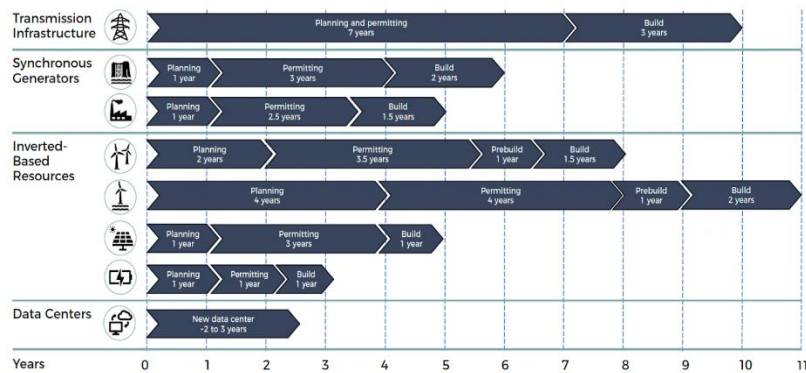 Transmission
Infrastructure
Planning and permitting
7 years
Build
3 years
Synchronous
Generators
Planning
1 year
Permitting
3 years
Build
2 years
Planning
1 year
Permitting
2.5 years
Build
1.5 years
Inverted-
Based
Resources
Planning
2 years
Permitting
3.5 years
Prebuild
1 year
Build
1.5 years
Planning
4 years
Permitting
4 years
Prebuild
1 year
Build
2 years
Planning
1 year
Permitting
3 years
Build
1 year
Planning
1 year
Permitting
1 year
Build
1 year
Data Centers
New data center
~2 to 3 years
Years 0 1 2 3 4 5 6 7 8 9 10 11